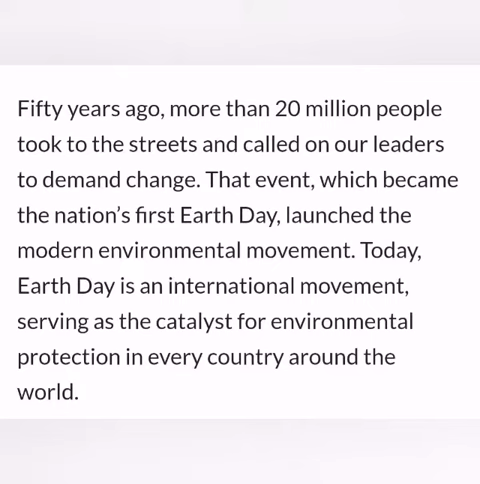 Fifty years ago, more than 20 million people
took to the streets and called on our leaders
to demand change. That event, which became
the nation’s first Earth Day, launched the
modern environmental movement. Today,
Earth Day is an international movement,
serving as the catalyst for environmental
protection in every country around the
world.